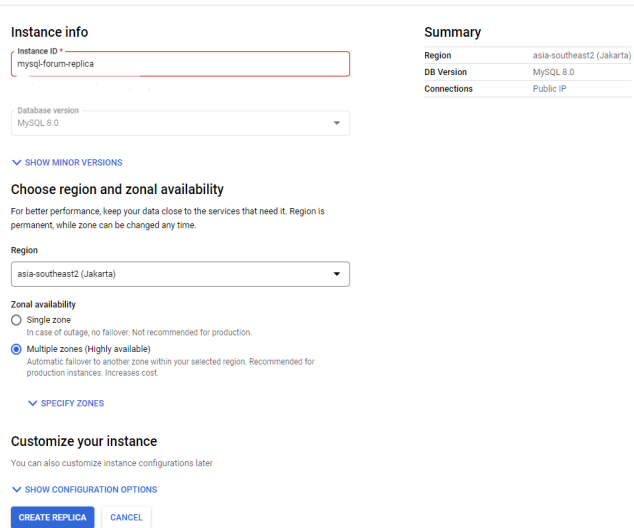 Instance info
Instance ID *
mysql-forum-replica
Database version
MySQL 8.0
SHOW MINOR VERSIONS
Choose region and zonal availability
For better performance, keep your data close to the services that need it. Region is
permanent, while zone can be changed any time.
Region
asia-southeast2 (Jakarta)
Zonal availability
Single zone
In case of outage, no failover. Not recommended for production.
Multiple zones (Highly available)
Automatic failover to another zone within your selected region. Recommended for
production instances. Increases cost.
SPECIFY ZONES
Customize your instance
You can also customize instance configurations later
SHOW CONFIGURATION OPTIONS
CREATE REPLICA CANCEL
Summary
Region asia-southeast2 (Jakarta)
DB Version MySQL 8.0
Connections Public IP